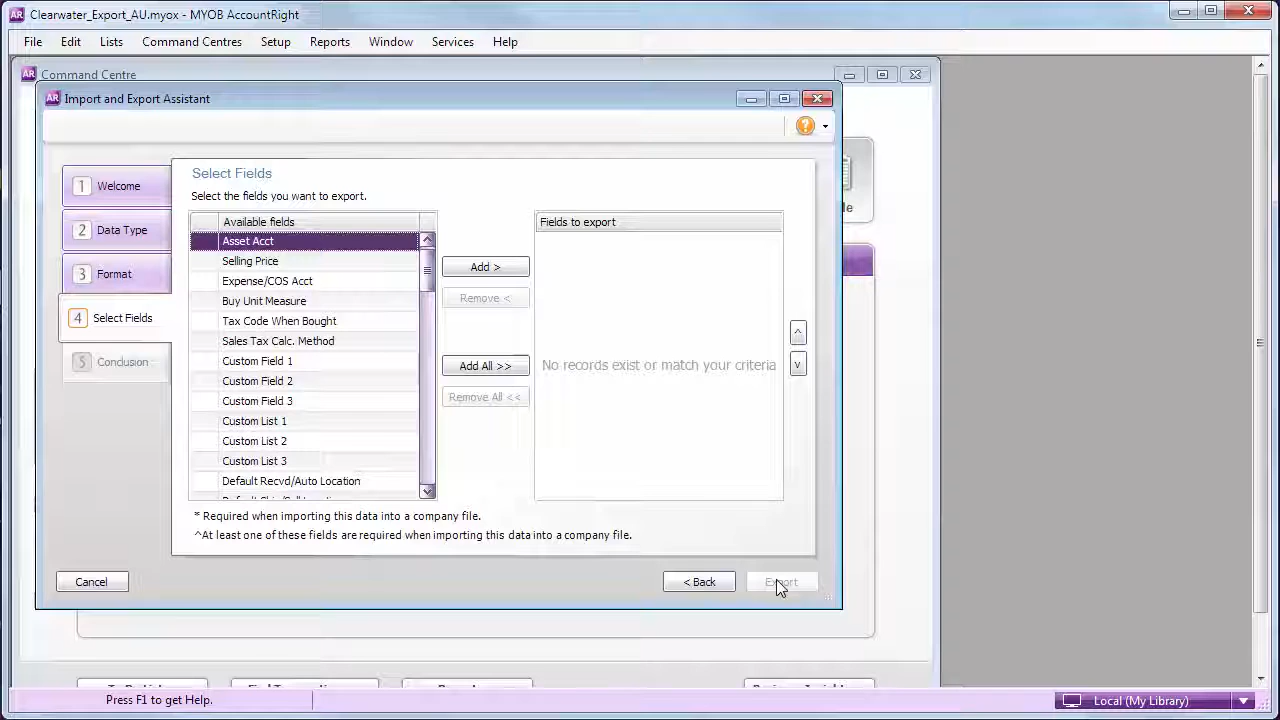 Clearwater_Export_AU.myox - MYOB AccountRight
File Edit Lists Command Centres Setup Reports Window Services Help
AR Command Centre
AR Import and Export Assistant
1 Welcome
2 Data Type
3 Format
4 Select Fields
5 Conclusion
Select Fields
Select the fields you want to export.
Available fields
Asset Acct
Selling Price
Expense/COS Acct
Buy Unit Measure
Tax Code When Bought
Sales Tax Calc. Method
Custom Field 1
Custom Field 2
Custom Field 3
Custom List 1
Custom List 2
Custom List 3
Default Recvd/Auto Location
Add >
Remove <
Add All >>
Remove All <<
Fields to export
No records exist or match your criteria
* Required when importing this data into a company file.
^At least one of these fields are required when importing this data into a company file.
Cancel
< Back
Export
Press F1 to get Help.
Local (My Library)